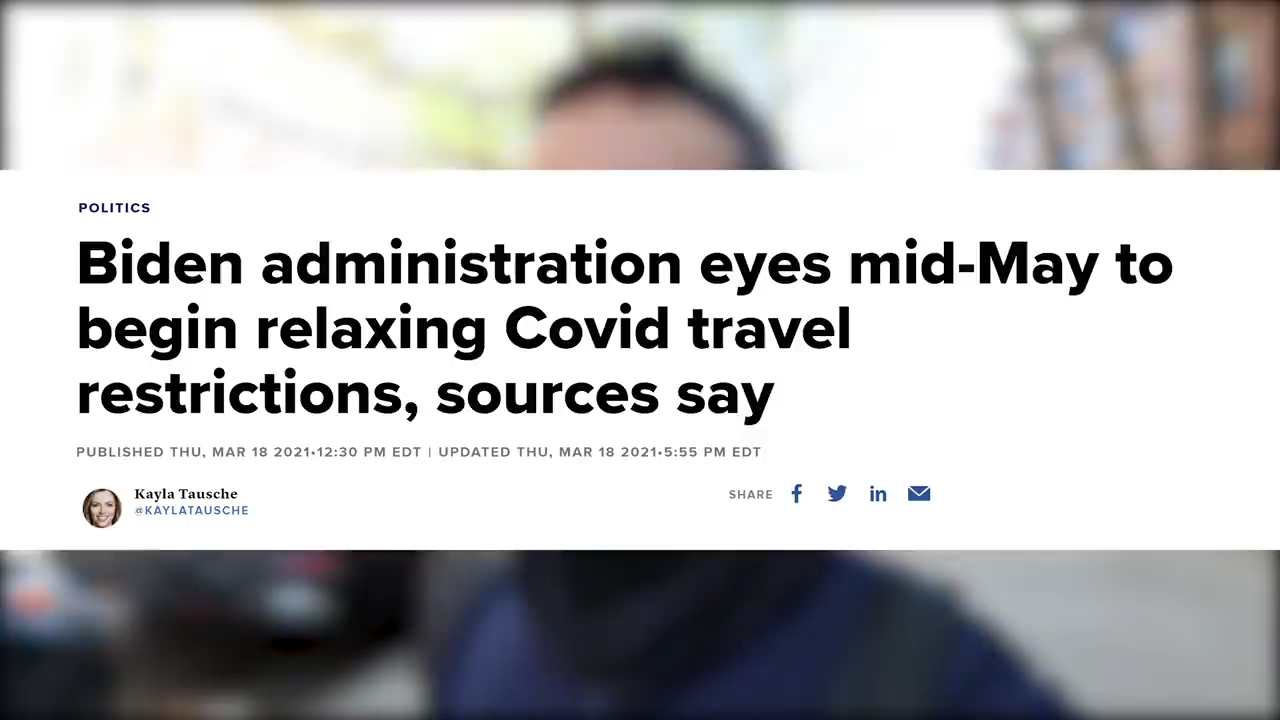 POLITICS
Biden administration eyes mid-May to
begin relaxing Covid travel
restrictions, sources say
PUBLISHED THU, MAR 18 2021•12:30 PM EDT | UPDATED THU, MAR 18 2021•5:55 PM EDT
Kayla Tausche
@KAYLATAUSCHE
SHARE